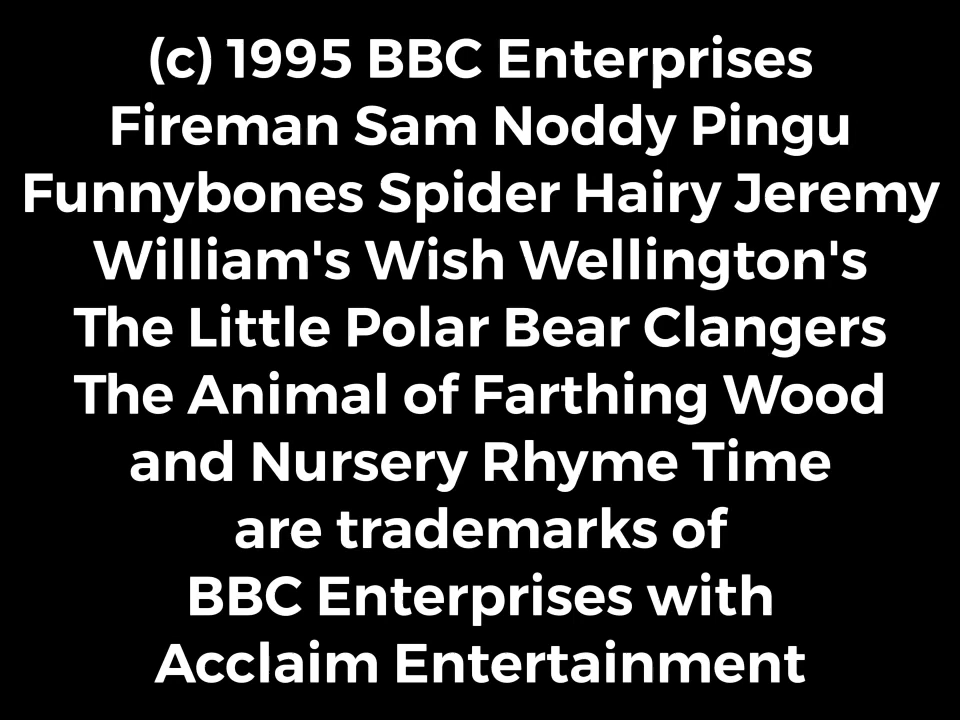 (c) 1995 BBC Enterprises
Fireman Sam Noddy Pingu
Funnybones Spider Hairy Jeremy
William's Wish Wellington's
The Little Polar Bear Clangers
The Animal of Farthing Wood
and Nursery Rhyme Time
are trademarks of
BBC Enterprises with
Acclaim Entertainment